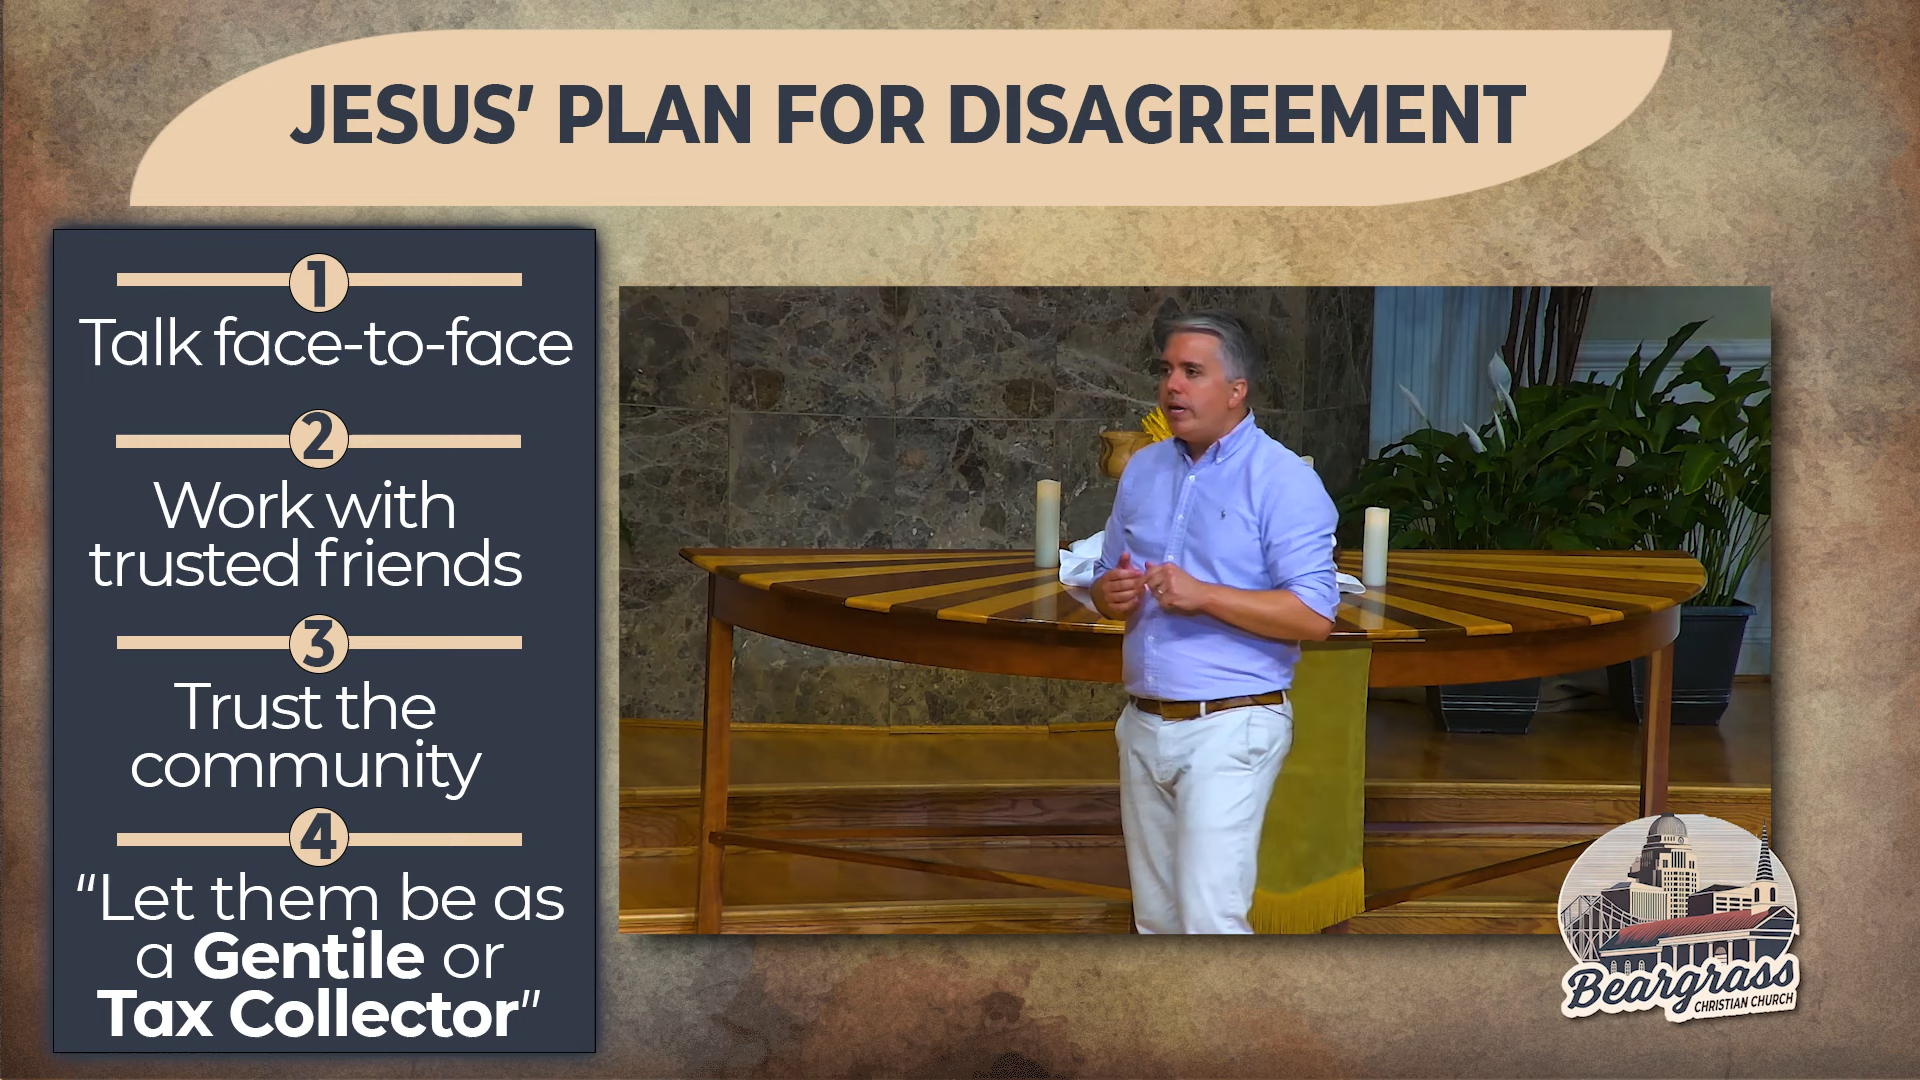 JESUS’ PLAN FOR DISAGREEMENT
1
Talk face-to-face
2
Work with
trusted friends
3
Trust the
community
4
“Let them be as
a Gentile or
Tax Collector”
Beargrass
CHRISTIAN CHURCH